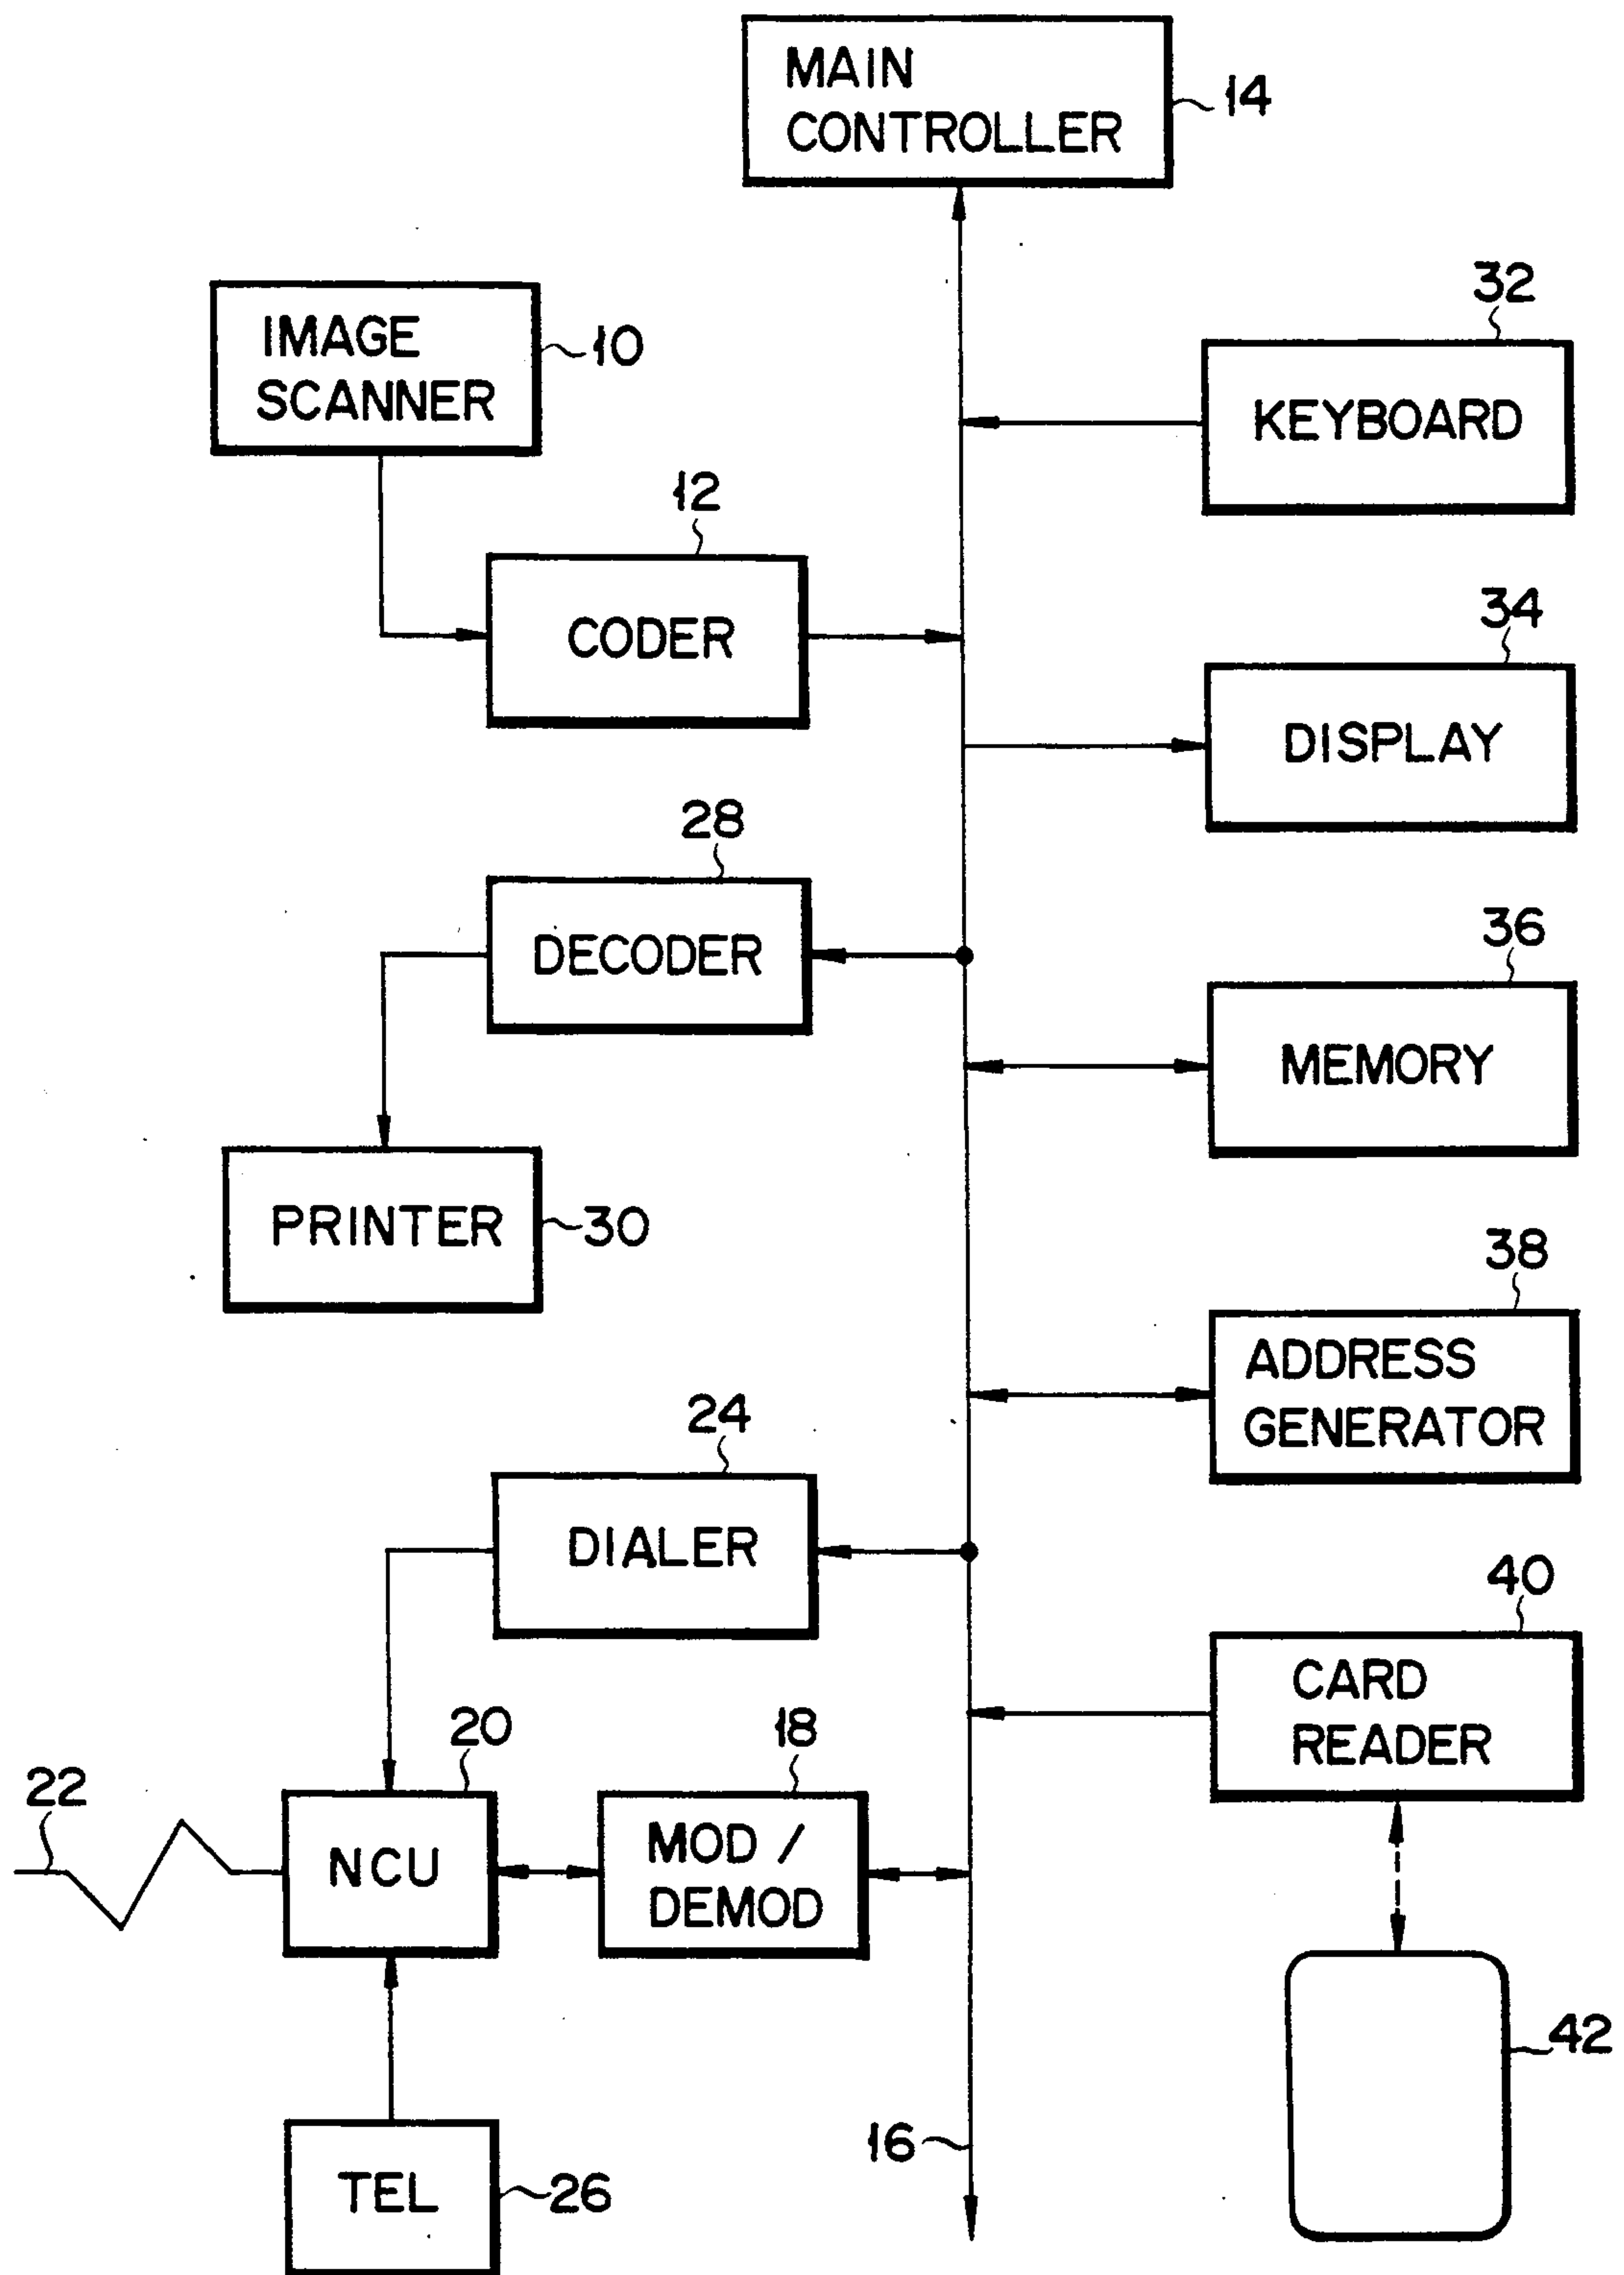 MAIN
CONTROLLER
14
IMAGE
SCANNER
10
32
KEYBOARD
12
CODER
34
DISPLAY
28
DECODER
36
MEMORY
PRINTER
30
38
ADDRESS
GENERATOR
24
DIALER
40
CARD
READER
22
20
NCU
18
MOD /
DEMOD
42
16
TEL
26